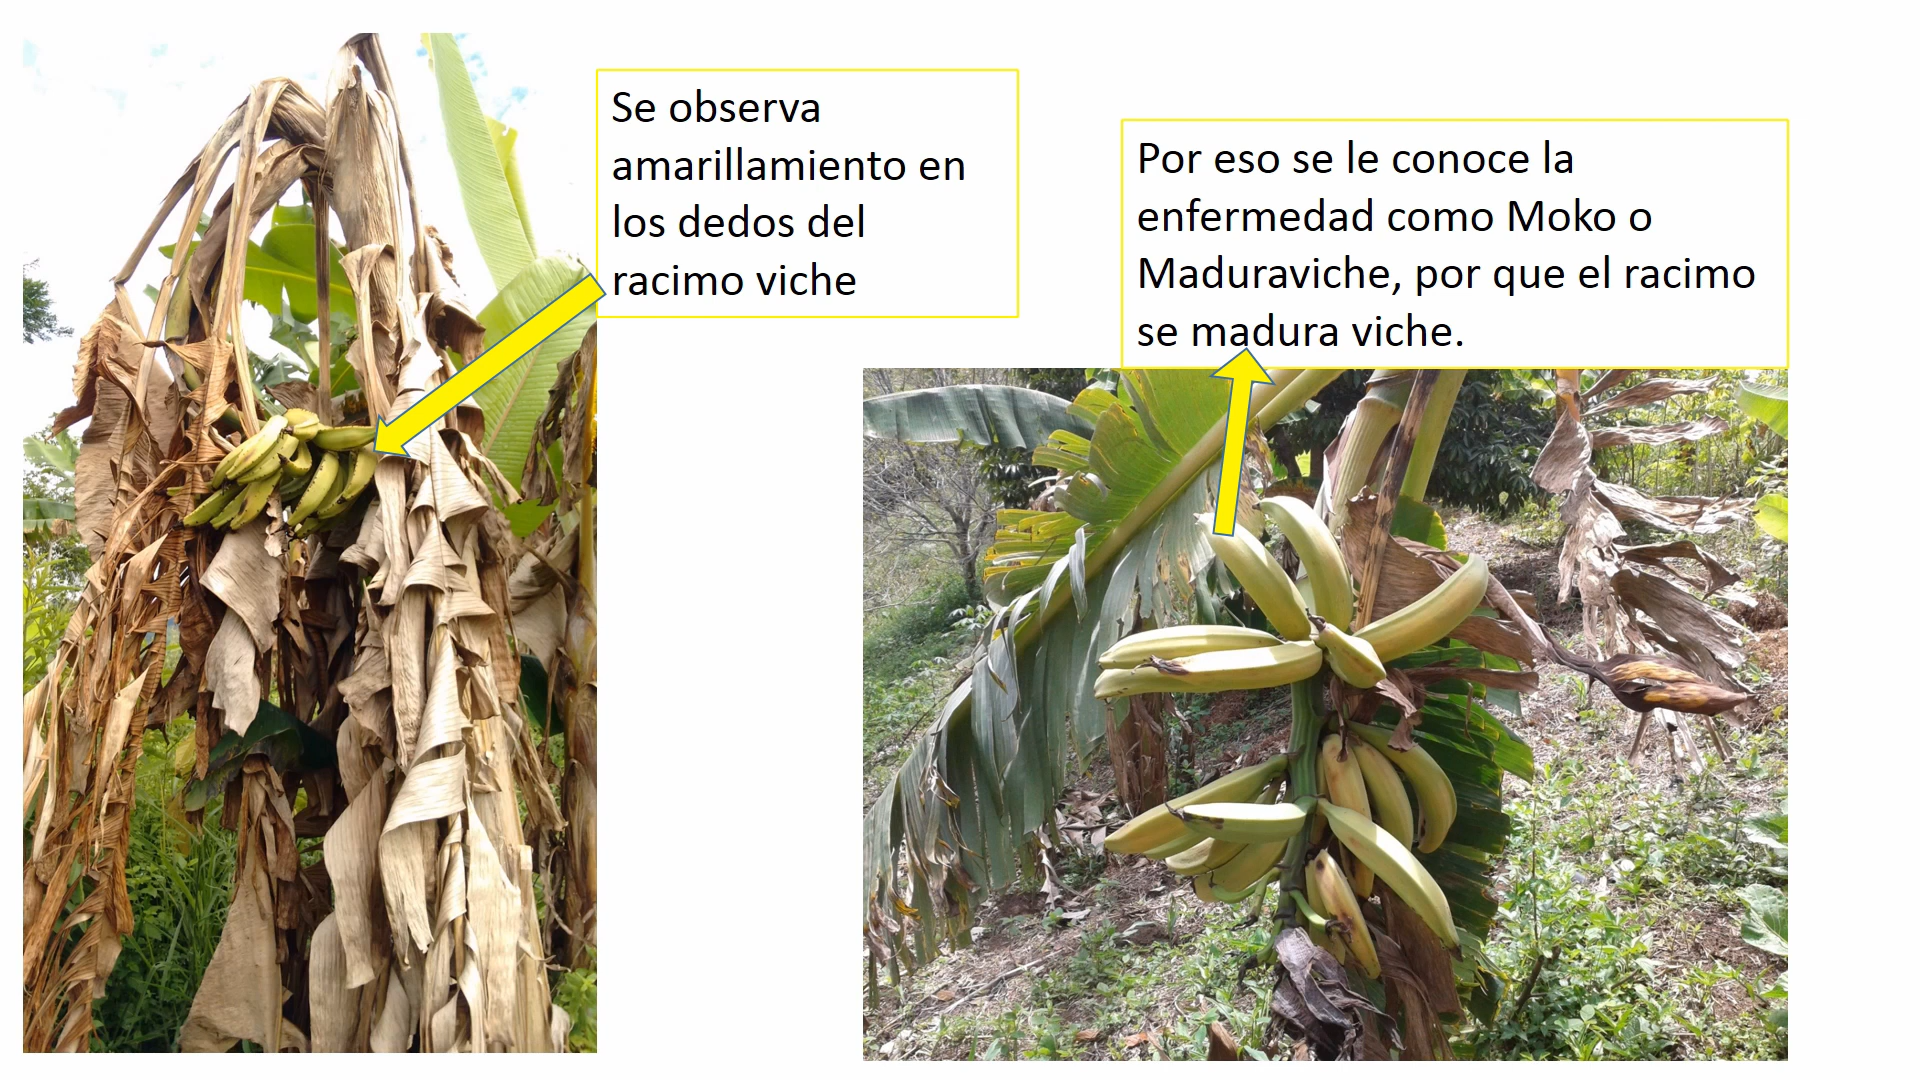 Se observa
amarillamiento en
los dedos del
racimo viche
Por eso se le conoce la
enfermedad como Moko o
Maduraviche, por que el racimo
se madura viche.